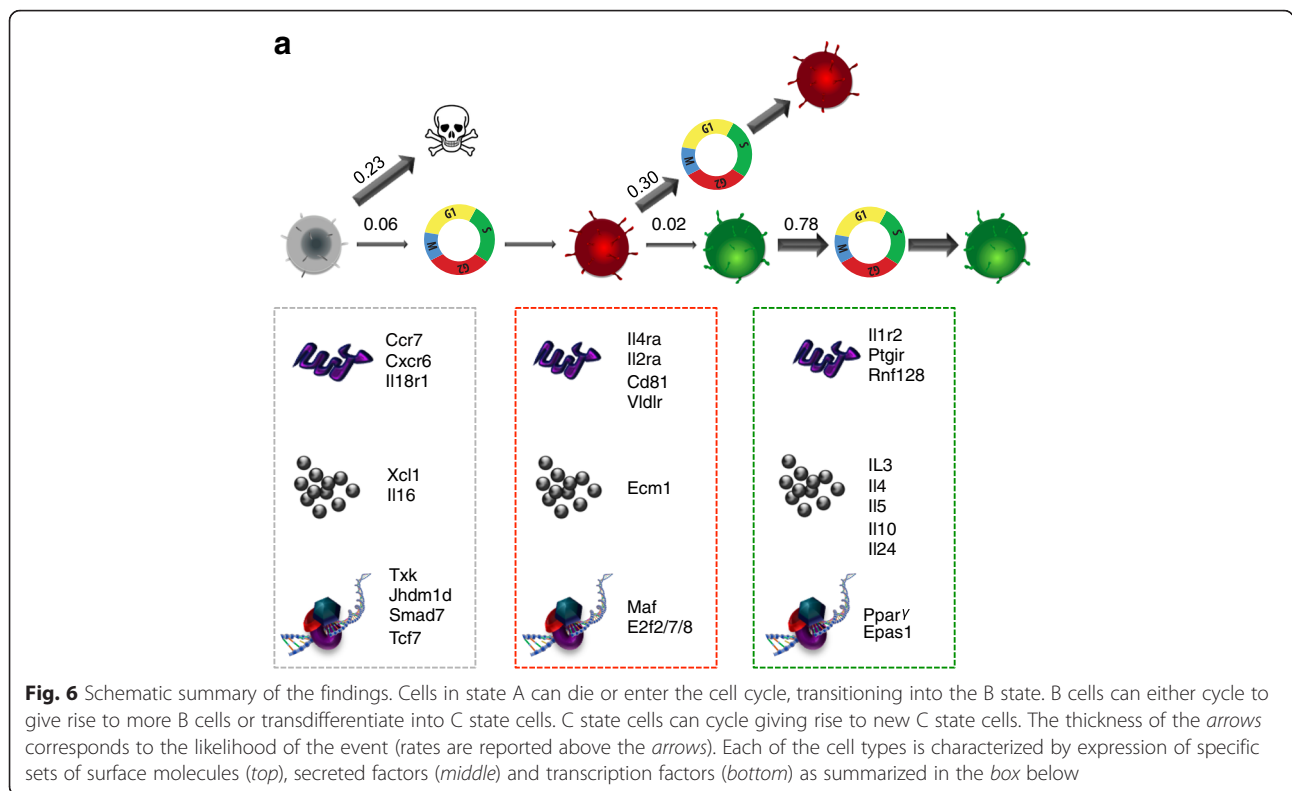 a
0.23
0.06
G1
S
G2
M
0.30
G1
S
G2
M
0.02
0.78
G1
S
G2
M
Ccr7
Cxcr6
Il18r1
Xcl1
Il16
Txk
Jhdm1d
Smad7
Tcf7
Il4ra
Il2ra
Cd81
Vldlr
Ecm1
Maf
E2f2/7/8
Il1r2
Ptgir
Rnf128
IL3
Il4
Il5
Il10
Il24
Pparγ
Epas1
Fig. 6 Schematic summary of the findings. Cells in state A can die or enter the cell cycle, transitioning into the B state. B cells can either cycle to
give rise to more B cells or transdifferentiate into C state cells. C state cells can cycle giving rise to new C state cells. The thickness of the arrows
corresponds to the likelihood of the event (rates are reported above the arrows). Each of the cell types is characterized by expression of specific
sets of surface molecules (top), secreted factors (middle) and transcription factors (bottom) as summarized in the box below